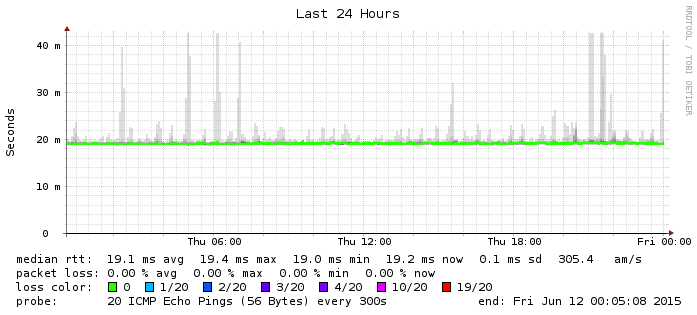 Last 24 Hours
RRDTOOL / TOBI OETIKER
Seconds
40 m
30 m
20 m
10 m
0
Thu 06:00 Thu 12:00 Thu 18:00 Fri 00:00
median rtt: 19.1 ms avg 19.4 ms max 19.0 ms min 19.2 ms now 0.1 ms sd 305.4 am/s
packet loss: 0.00 % avg 0.00 % max 0.00 % min 0.00 % now
loss color: 0 1/20 2/20 3/20 4/20 10/20 19/20
probe: 20 ICMP Echo Pings (56 Bytes) every 300s end: Fri Jun 12 00:05:08 2015